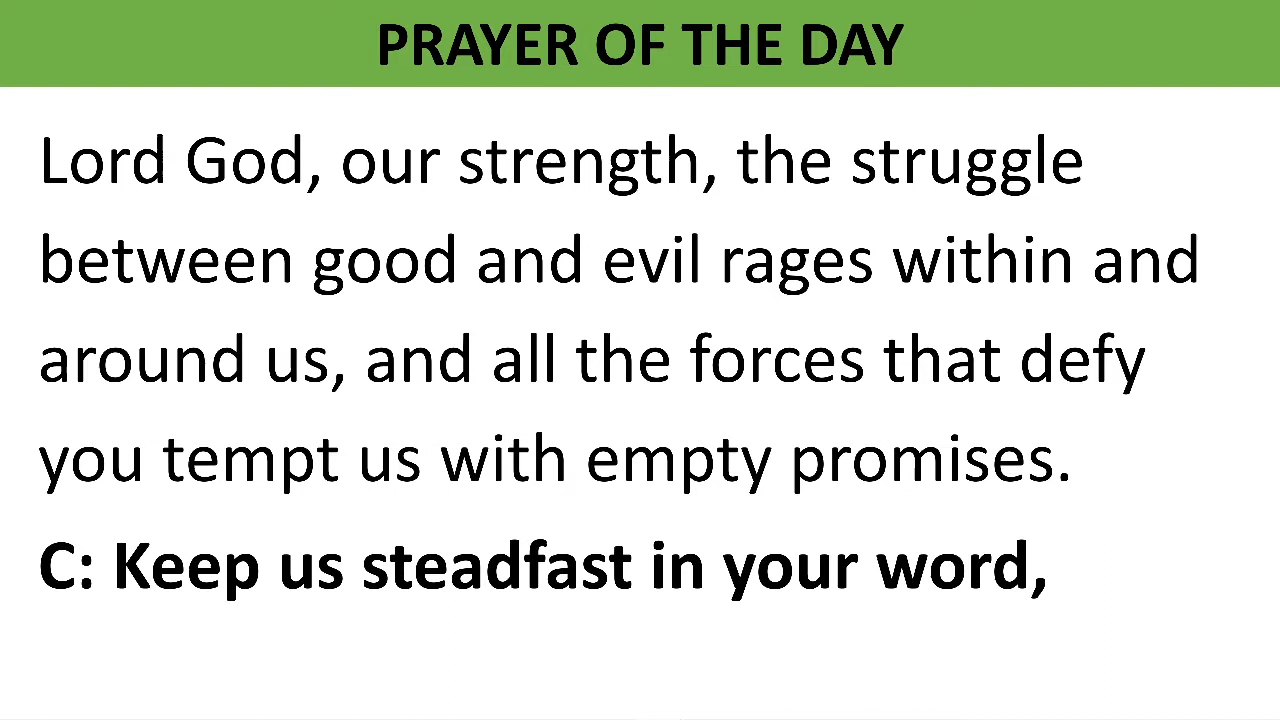 PRAYER OF THE DAY
Lord God, our strength, the struggle
between good and evil rages within and
around us, and all the forces that defy
you tempt us with empty promises.
C: Keep us steadfast in your word,